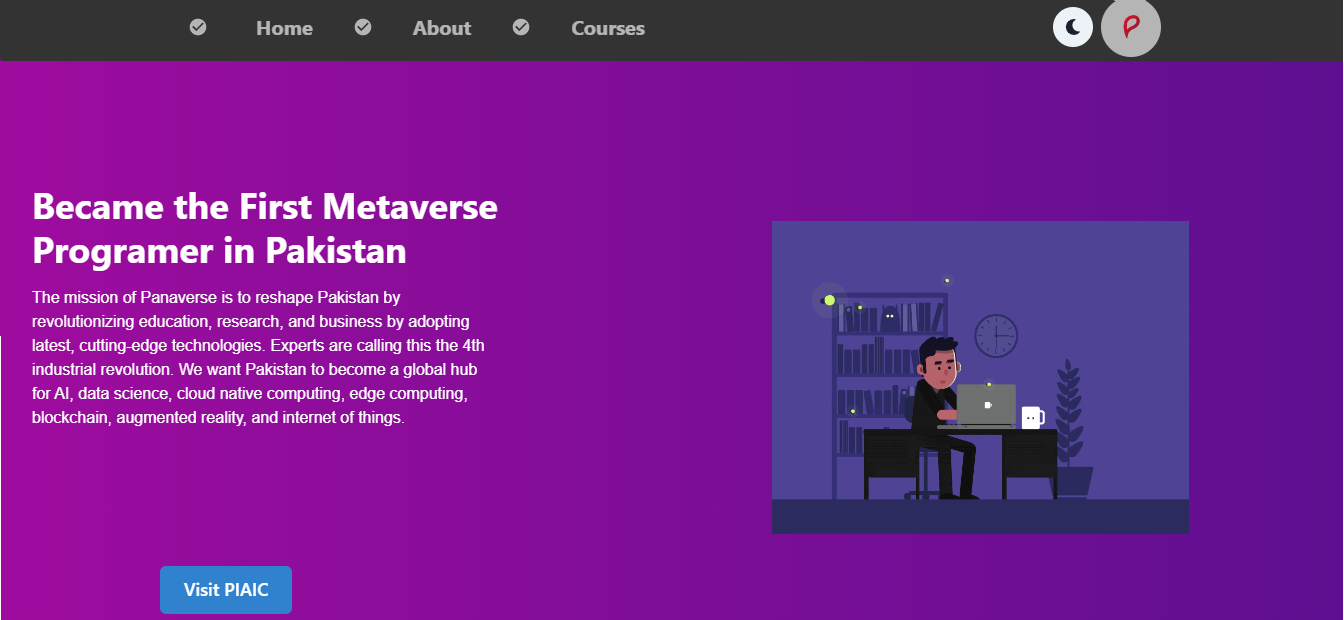 Home About Courses
Became the First Metaverse
Programer in Pakistan
The mission of Panaverse is to reshape Pakistan by
revolutionizing education, research, and business by adopting
latest, cutting-edge technologies. Experts are calling this the 4th
industrial revolution. We want Pakistan to become a global hub
for AI, data science, cloud native computing, edge computing,
blockchain, augmented reality, and internet of things.
Visit PIAIC